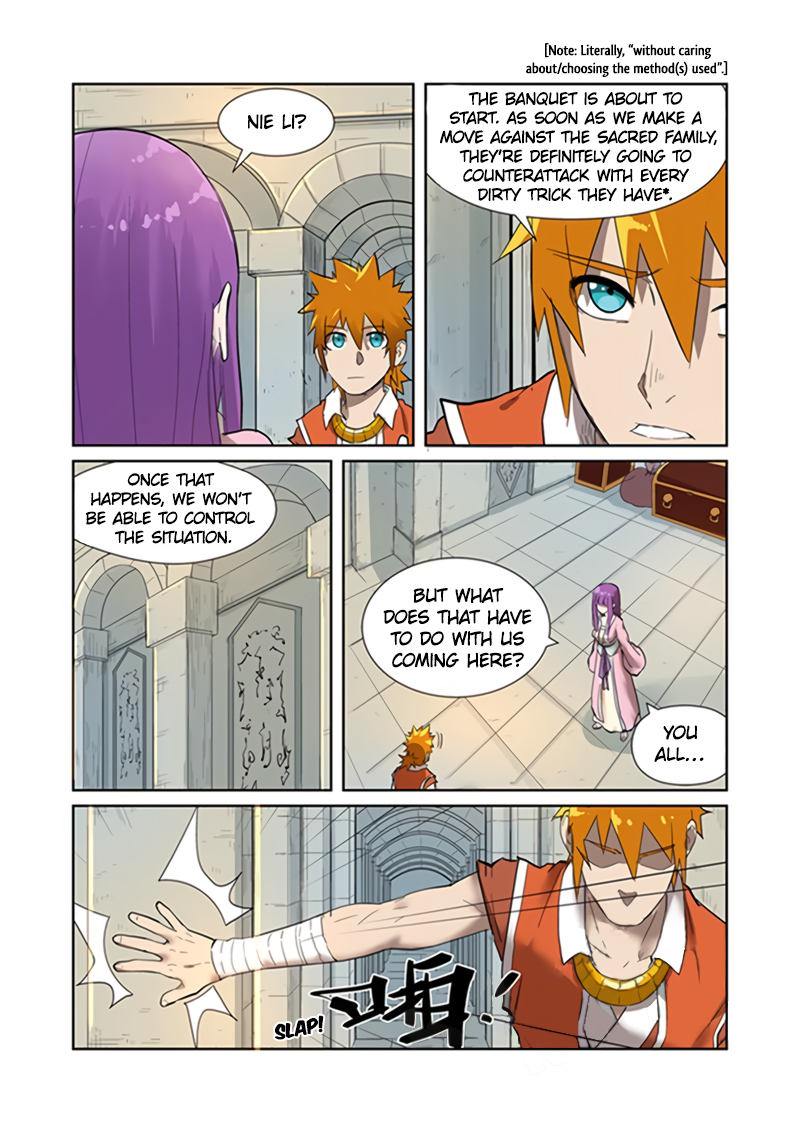 [Note: Literally, “without caring
about/choosing the method(s) used”.]
NIE LI?
THE BANQUET IS ABOUT TO
START. AS SOON AS WE MAKE A
MOVE AGAINST THE SACRED FAMILY,
THEY'RE DEFINITELY GOING TO
COUNTERATTACK WITH EVERY
DIRTY TRICK THEY HAVE*.
ONCE THAT
HAPPENS, WE WON'T
BE ABLE TO CONTROL
THE SITUATION.
BUT WHAT
DOES THAT HAVE
TO DO WITH US
COMING HERE?
YOU
ALL...
SLAP!